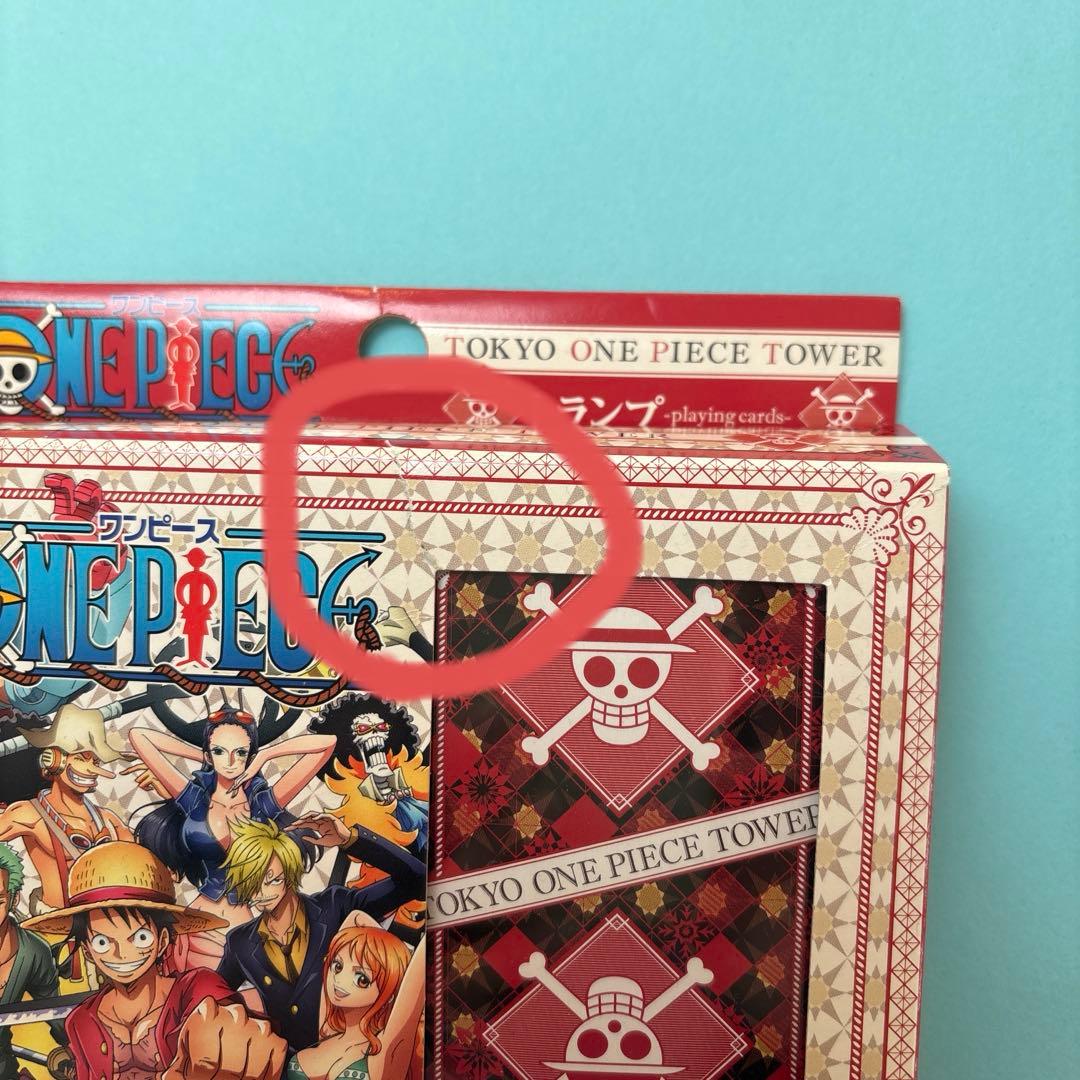 ワンピース
ONE PIECE
TOKYO ONE PIECE TOWER
ランプ -playing cards-
TOWER
ワンピース
ONE PIECE
TOKYO ONE PIECE TOWER